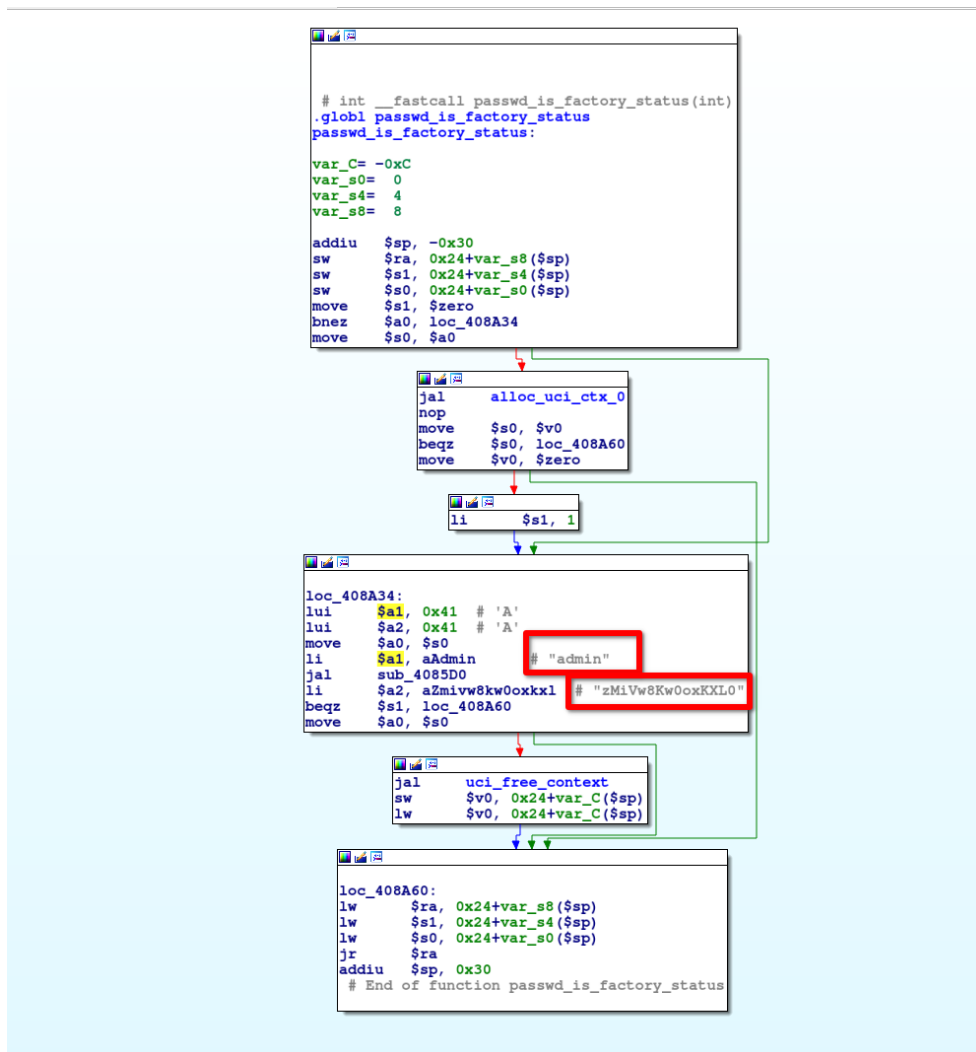 # int __fastcall passwd_is_factory_status(int)
.globl passwd_is_factory_status
passwd_is_factory_status:
var_C= -0xC
var_s0= 0
var_s4= 4
var_s8= 8
addiu $sp, -0x30
sw $ra, 0x24+var_s8($sp)
sw $s1, 0x24+var_s4($sp)
sw $s0, 0x24+var_s0($sp)
move $s1, $zero
bnez $a0, loc_408A34
move $s0, $a0
jal alloc_uci_ctx_0
nop
move $s0, $v0
beqz $s0, loc_408A60
move $v0, $zero
li $s1, 1
loc_408A34:
lui $a1, 0x41 # 'A'
lui $a2, 0x41 # 'A'
move $a0, $s0
li $a1, aAdmin # "admin"
jal sub_4085D0
li $a2, aZmivw8kw0oxkxl # "zMiVw8Kw0oxKXL0"
beqz $s1, loc_408A60
move $a0, $s0
jal uci_free_context
sw $v0, 0x24+var_C($sp)
lw $v0, 0x24+var_C($sp)
loc_408A60:
lw $ra, 0x24+var_s8($sp)
lw $s1, 0x24+var_s4($sp)
lw $s0, 0x24+var_s0($sp)
jr $ra
addiu $sp, 0x30
# End of function passwd_is_factory_status